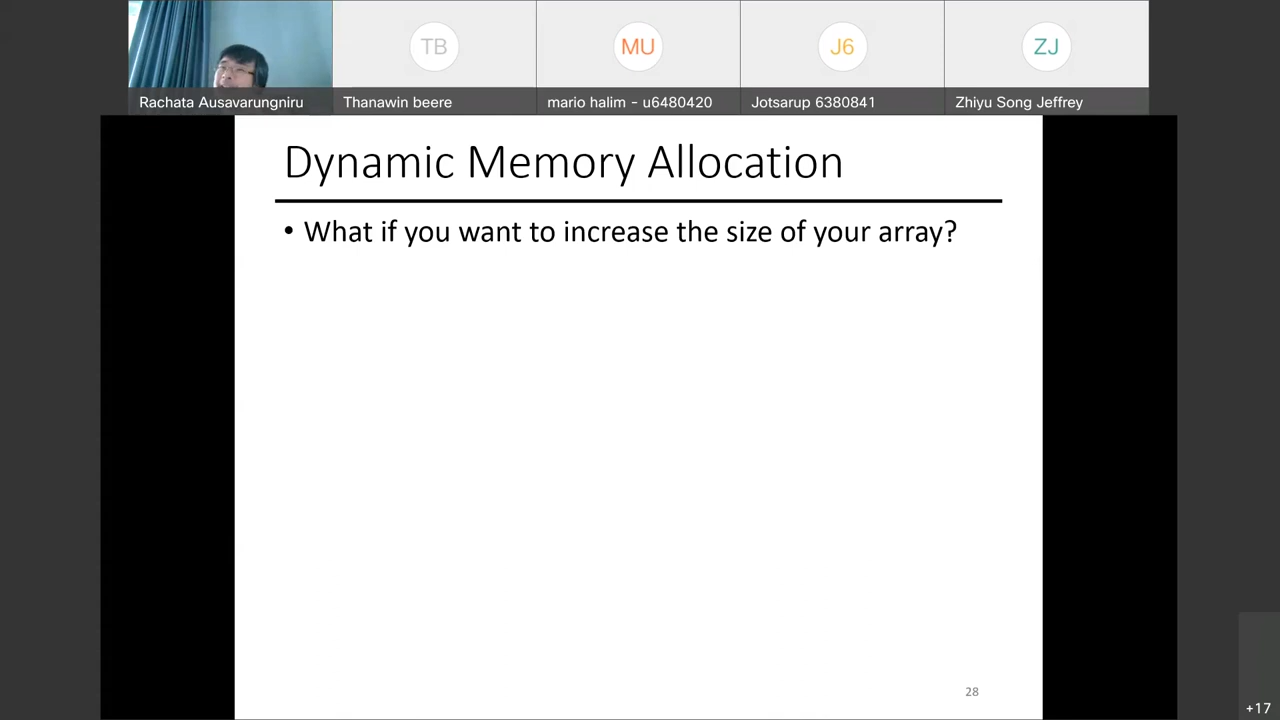 TB
MU
J6
ZJ
Rachata Ausavarungniru
Thanawin beere
mario halim - u6480420
Jotsarup 6380841
Zhiyu Song Jeffrey
Dynamic Memory Allocation
• What if you want to increase the size of your array?
28
+17